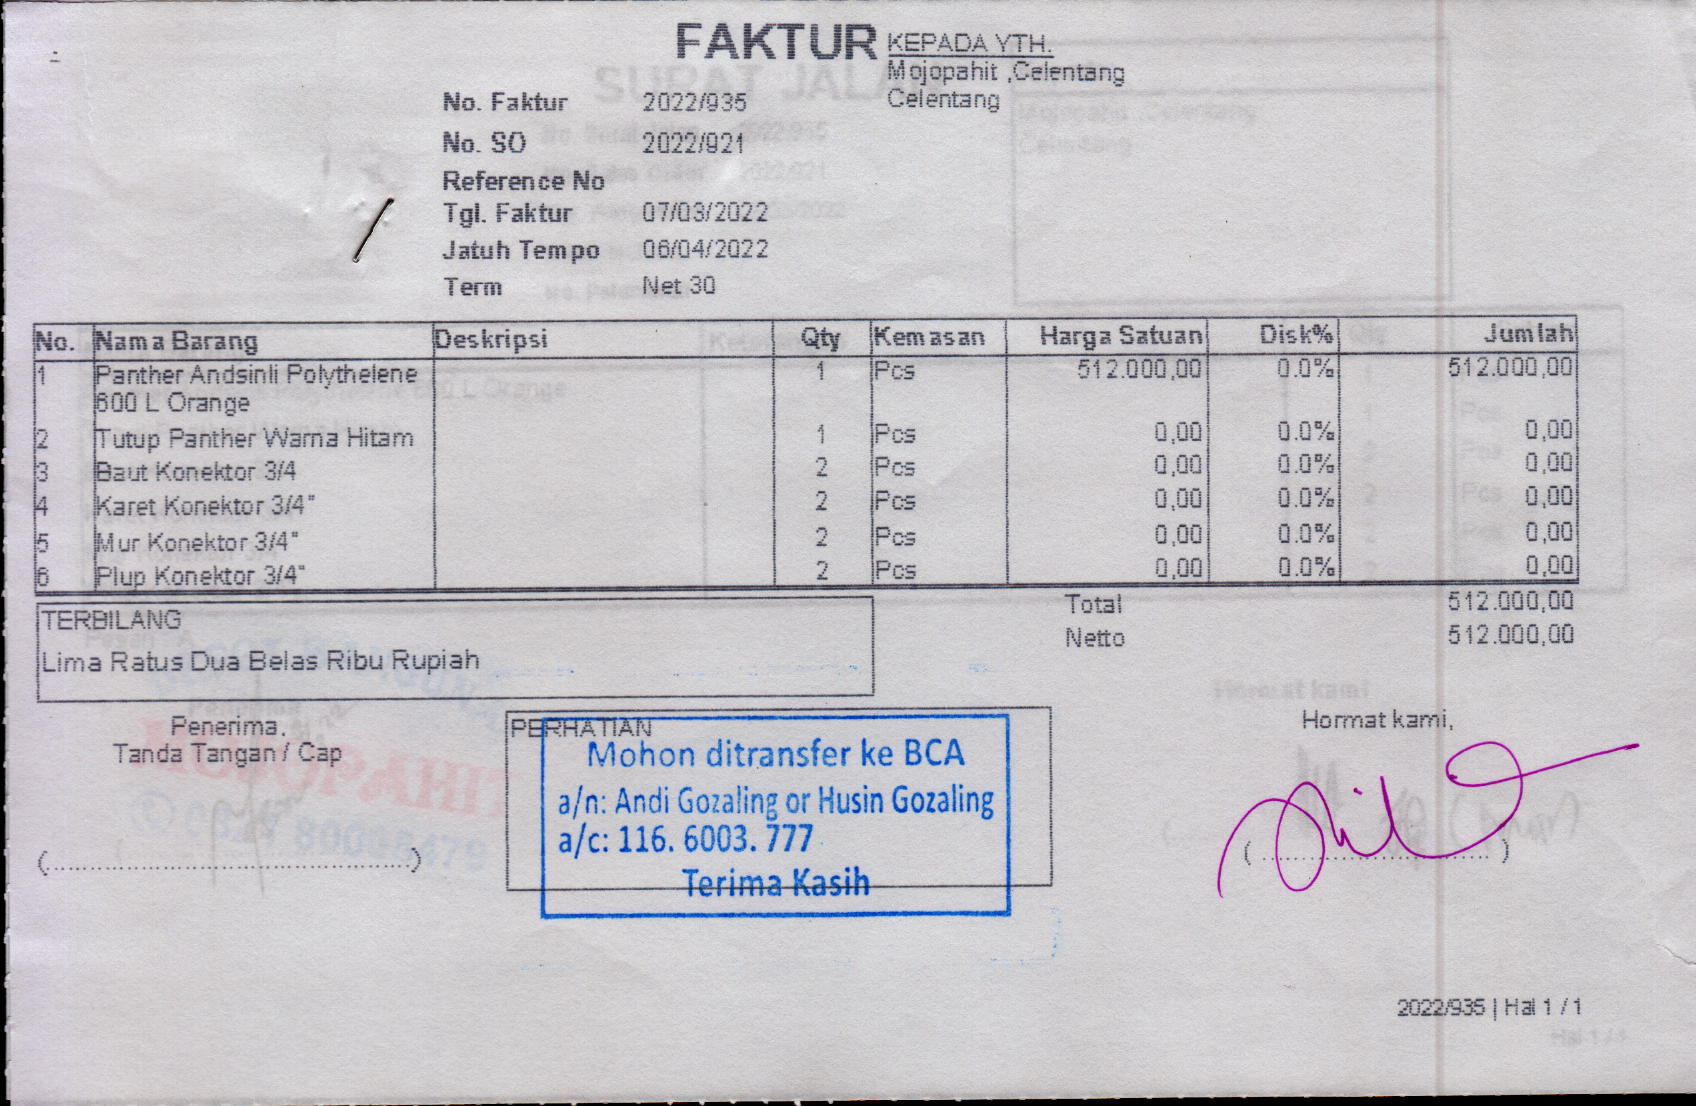 FAKTUR
KEPADA YTH.
Mojopahit ,Celentang
Celentang
No. Faktur 2022/935
No. SO 2022/921
Reference No
Tgl. Faktur 07/03/2022
Jatuh Tempo 06/04/2022
Term Net 30
No. Nama Barang Deskripsi Qty Kemasan Harga Satuan Disk% Jumlah
1 Panther Andsinli Polythelene 1 Pcs 512.000,00 0.0% 512.000,00
600 L Orange
2 Tutup Panther Warna Hitam 1 Pcs 0,00 0.0% 0,00
3 Baut Konektor 3/4 2 Pcs 0,00 0.0% 0,00
4 Karet Konektor 3/4" 2 Pcs 0,00 0.0% 0,00
5 Mur Konektor 3/4" 2 Pcs 0,00 0.0% 0,00
6 Plup Konektor 3/4" 2 Pcs 0,00 0.0% 0,00
Total 512.000,00
Netto 512.000,00
TERBILANG
Lima Ratus Dua Belas Ribu Rupiah
Penerima.
Tanda Tangan / Cap
(....................................................)
PERHATIAN
Mohon ditransfer ke BCA
a/n: Andi Gozaling or Husin Gozaling
a/c: 116. 6003. 777
Terima Kasih
Hormat kami,
( ................................. )
2022/935 | Hal 1 / 1